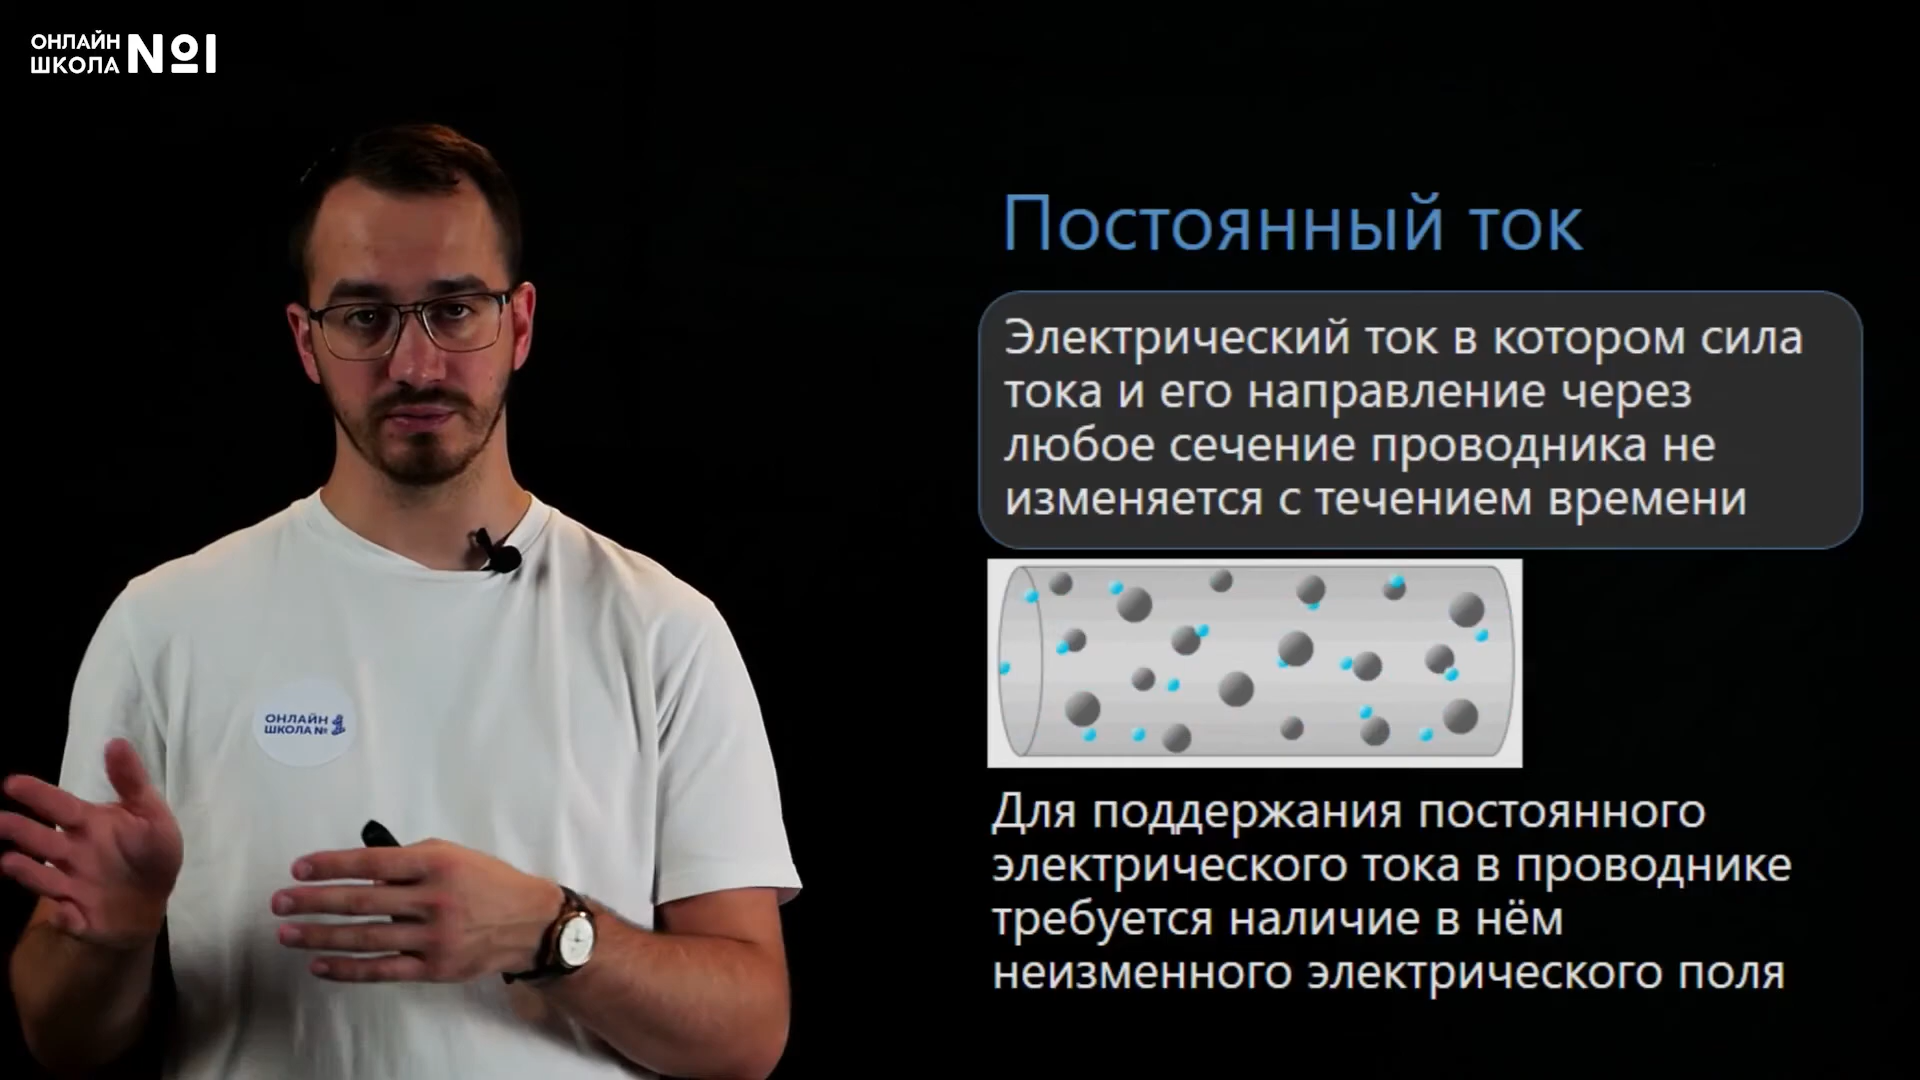 ОНЛАЙН
ШКОЛА №1
Постоянный ток
Электрический ток в котором сила
тока и его направление через
любое сечение проводника не
изменяется с течением времени
Для поддержания постоянного
электрического тока в проводнике
требуется наличие в нём
неизменного электрического поля
ОНЛАЙН
ШКОЛА №1